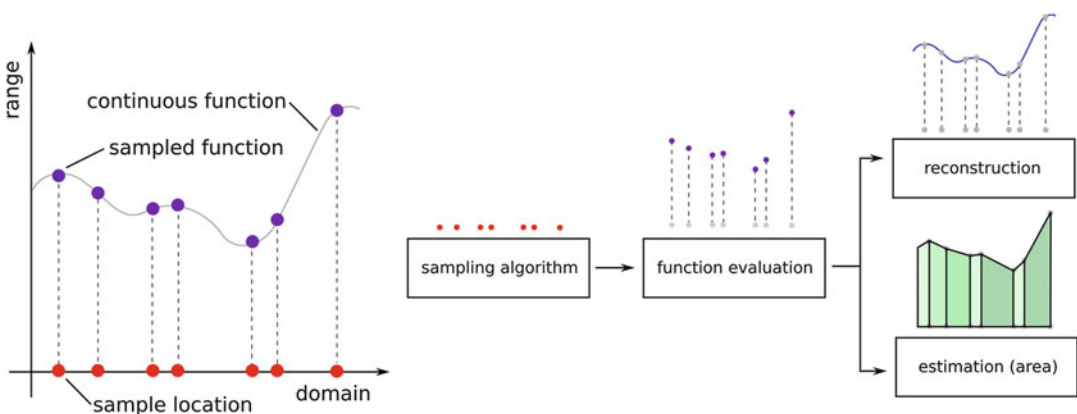 range
continuous function
sampled function
domain
sample location
sampling algorithm
function evaluation
reconstruction
estimation (area)